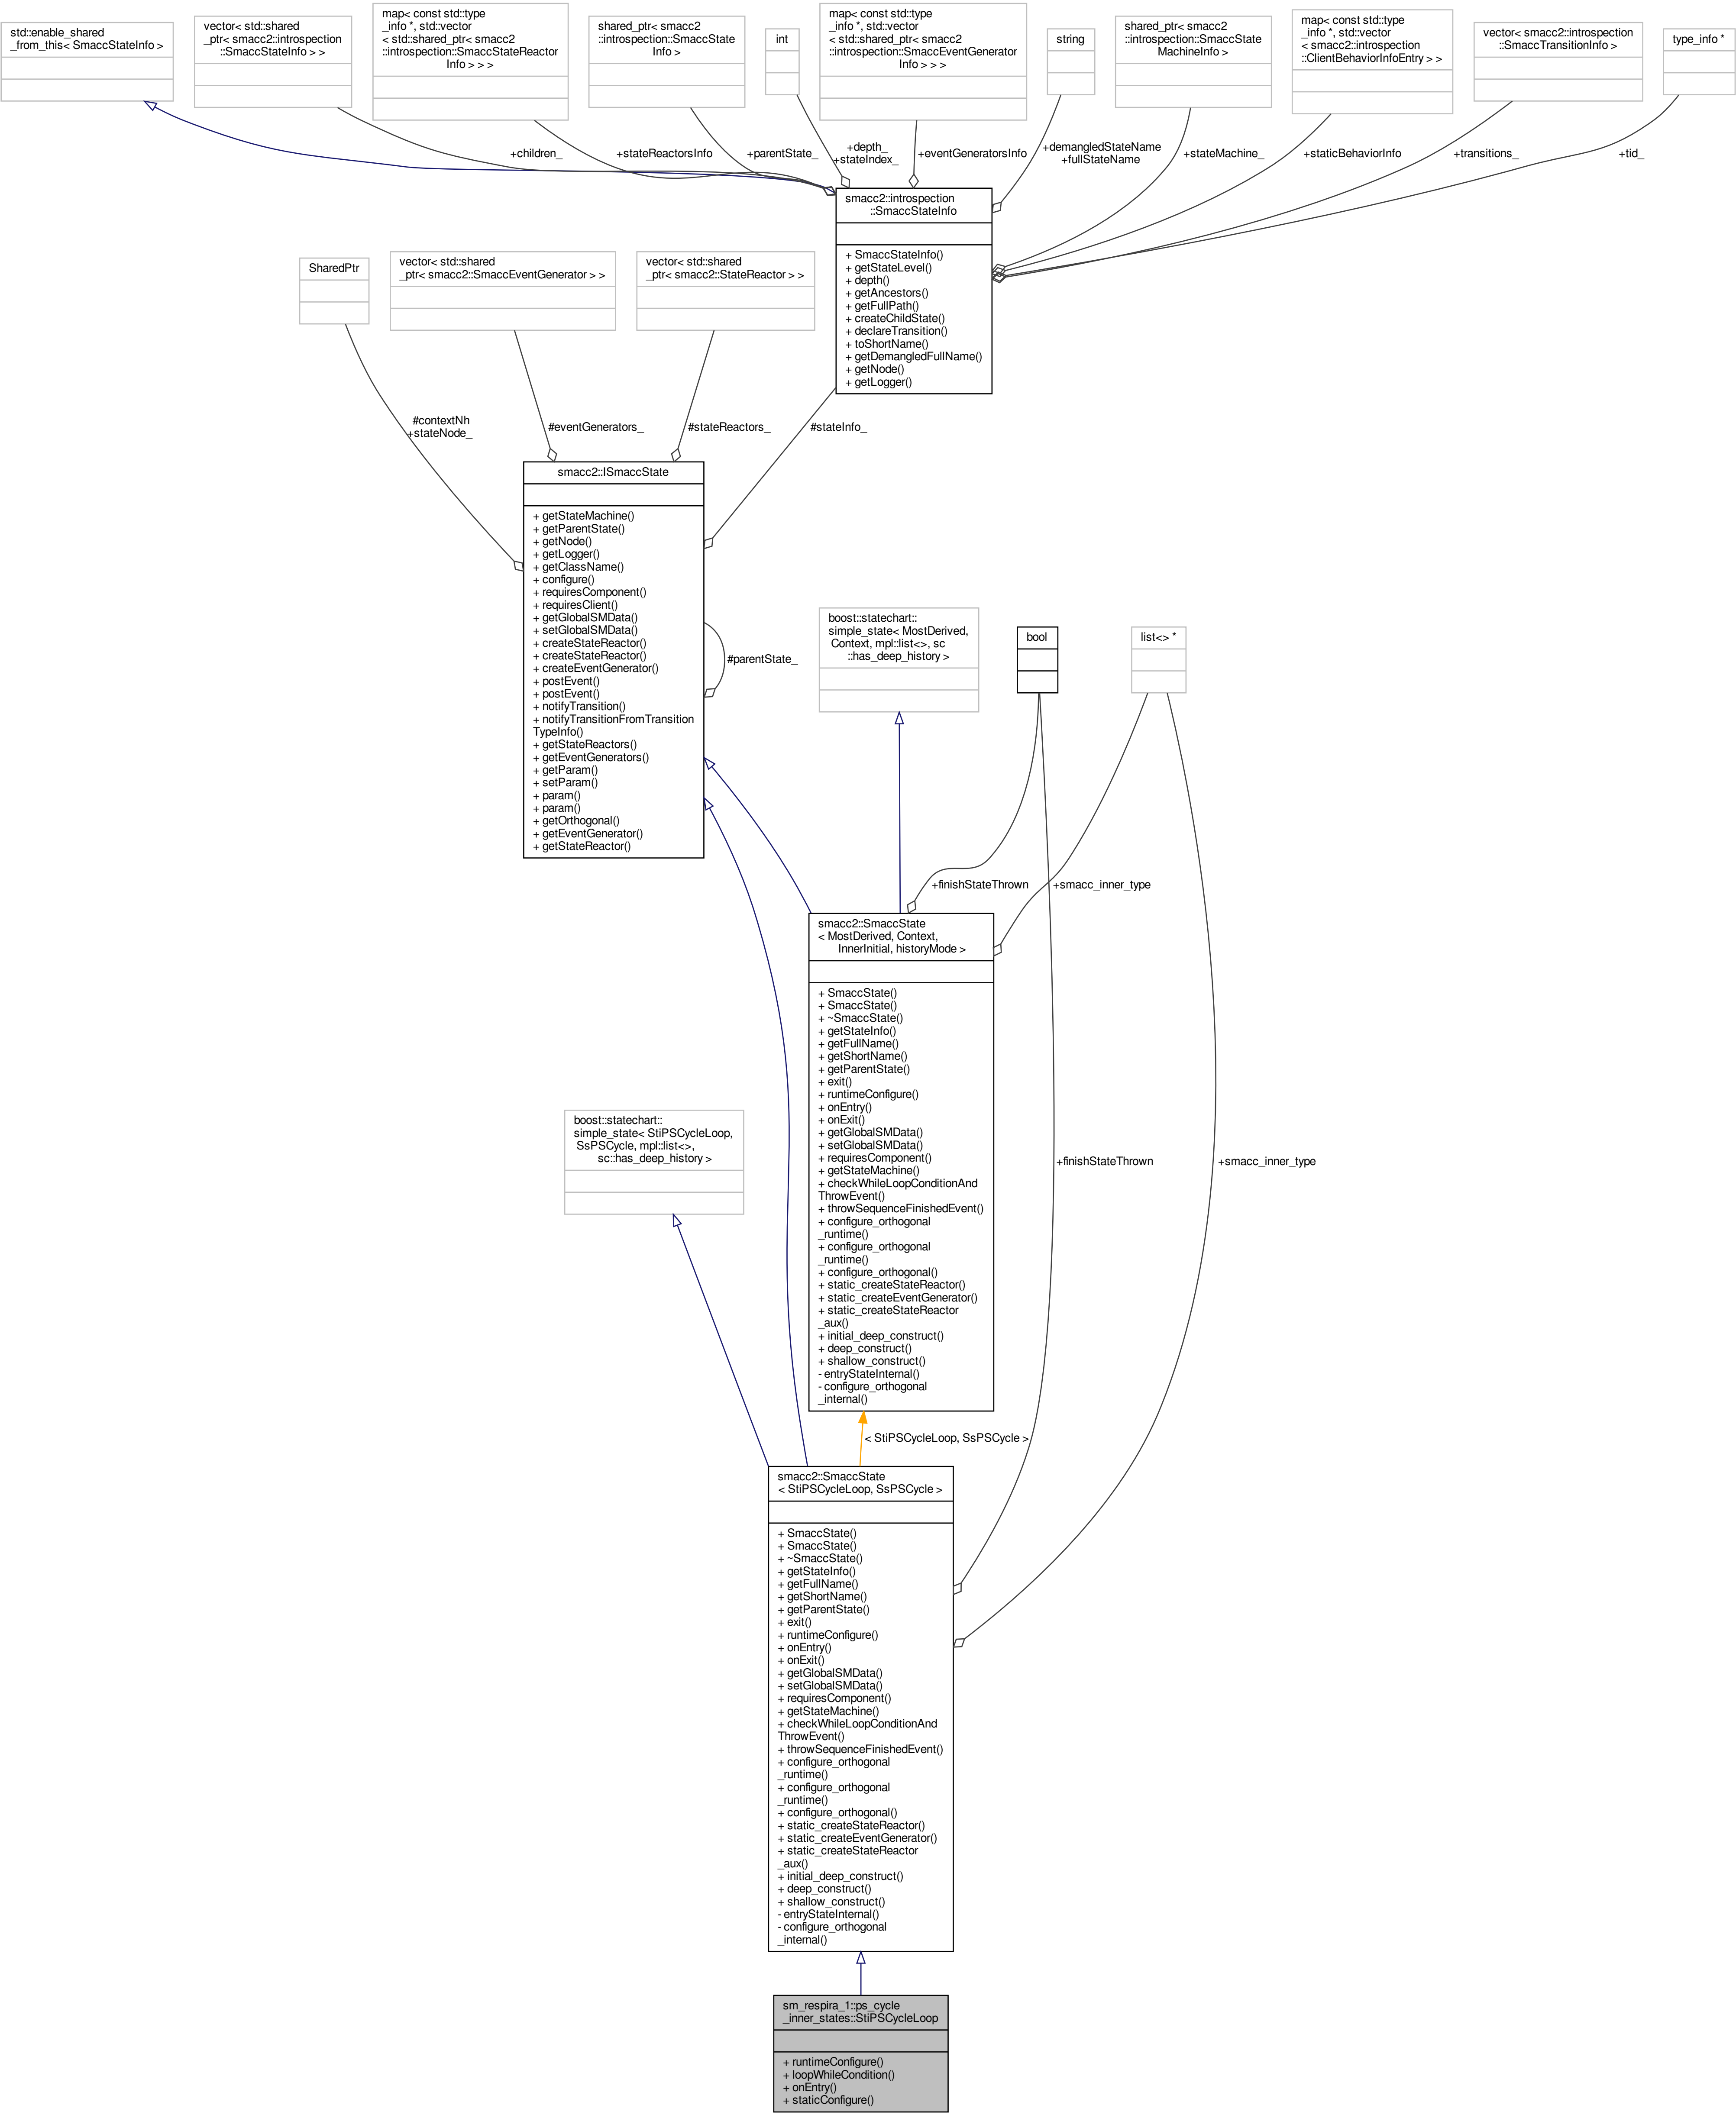 std::enable_shared
_from_this< SmaccStateInfo >
vector< std::shared
_ptr< smacc2::introspection
::SmaccStateInfo > >
map< const std::type
_info *, std::vector
< std::shared_ptr< smacc2
::introspection::SmaccStateReactor
Info > > >
shared_ptr< smacc2
::introspection::SmaccState
Info >
int
map< const std::type
_info *, std::vector
< std::shared_ptr< smacc2
::introspection::SmaccEventGenerator
Info > > >
string
shared_ptr< smacc2
::introspection::SmaccState
MachineInfo >
map< const std::type
_info *, std::vector
< smacc2::introspection
::ClientBehaviorInfoEntry > >
vector< smacc2::introspection
::SmaccTransitionInfo >
type_info *
+children_
+stateReactorsInfo
+parentState_
+depth_
+stateIndex_
+eventGeneratorsInfo
+demangledStateName
+fullStateName
+stateMachine_
+staticBehaviorInfo
+transitions_
+tid_
smacc2::introspection
::SmaccStateInfo
+ SmaccStateInfo()
+ getStateLevel()
+ depth()
+ getAncestors()
+ getFullPath()
+ createChildState()
+ declareTransition()
+ toShortName()
+ getDemangledFullName()
+ getNode()
+ getLogger()
SharedPtr
vector< std::shared
_ptr< smacc2::SmaccEventGenerator > >
vector< std::shared
_ptr< smacc2::StateReactor > >
#contextNh
+stateNode_
#eventGenerators_
#stateReactors_
#stateInfo_
smacc2::ISmaccState
+ getStateMachine()
+ getParentState()
+ getNode()
+ getLogger()
+ getClassName()
+ configure()
+ requiresComponent()
+ requiresClient()
+ getGlobalSMData()
+ setGlobalSMData()
+ createStateReactor()
+ createStateReactor()
+ createEventGenerator()
+ postEvent()
+ postEvent()
+ notifyTransition()
+ notifyTransitionFromTransition
TypeInfo()
+ getStateReactors()
+ getEventGenerators()
+ getParam()
+ setParam()
+ param()
+ param()
+ getOrthogonal()
+ getEventGenerator()
+ getStateReactor()
#parentState_
boost::statechart::
simple_state< MostDerived,
Context, mpl::list<>, sc
::has_deep_history >
bool
list<> *
+finishStateThrown
+smacc_inner_type
smacc2::SmaccState
< MostDerived, Context,
InnerInitial, historyMode >
+ SmaccState()
+ SmaccState()
+ ~SmaccState()
+ getStateInfo()
+ getFullName()
+ getShortName()
+ getParentState()
+ exit()
+ runtimeConfigure()
+ onEntry()
+ onExit()
+ getGlobalSMData()
+ setGlobalSMData()
+ requiresComponent()
+ getStateMachine()
+ checkWhileLoopConditionAnd
ThrowEvent()
+ throwSequenceFinishedEvent()
+ configure_orthogonal
_runtime()
+ configure_orthogonal
_runtime()
+ configure_orthogonal()
+ static_createStateReactor()
+ static_createEventGenerator()
+ static_createStateReactor
_aux()
+ initial_deep_construct()
+ deep_construct()
+ shallow_construct()
- entryStateInternal()
- configure_orthogonal
_internal()
boost::statechart::
simple_state< StiPSCycleLoop,
SsPSCycle, mpl::list<>,
sc::has_deep_history >
+finishStateThrown
+smacc_inner_type
< StiPSCycleLoop, SsPSCycle >
smacc2::SmaccState
< StiPSCycleLoop, SsPSCycle >
+ SmaccState()
+ SmaccState()
+ ~SmaccState()
+ getStateInfo()
+ getFullName()
+ getShortName()
+ getParentState()
+ exit()
+ runtimeConfigure()
+ onEntry()
+ onExit()
+ getGlobalSMData()
+ setGlobalSMData()
+ requiresComponent()
+ getStateMachine()
+ checkWhileLoopConditionAnd
ThrowEvent()
+ throwSequenceFinishedEvent()
+ configure_orthogonal
_runtime()
+ configure_orthogonal
_runtime()
+ configure_orthogonal()
+ static_createStateReactor()
+ static_createEventGenerator()
+ static_createStateReactor
_aux()
+ initial_deep_construct()
+ deep_construct()
+ shallow_construct()
- entryStateInternal()
- configure_orthogonal
_internal()
sm_respira_1::ps_cycle
_inner_states::StiPSCycleLoop
+ runtimeConfigure()
+ loopWhileCondition()
+ onEntry()
+ staticConfigure()